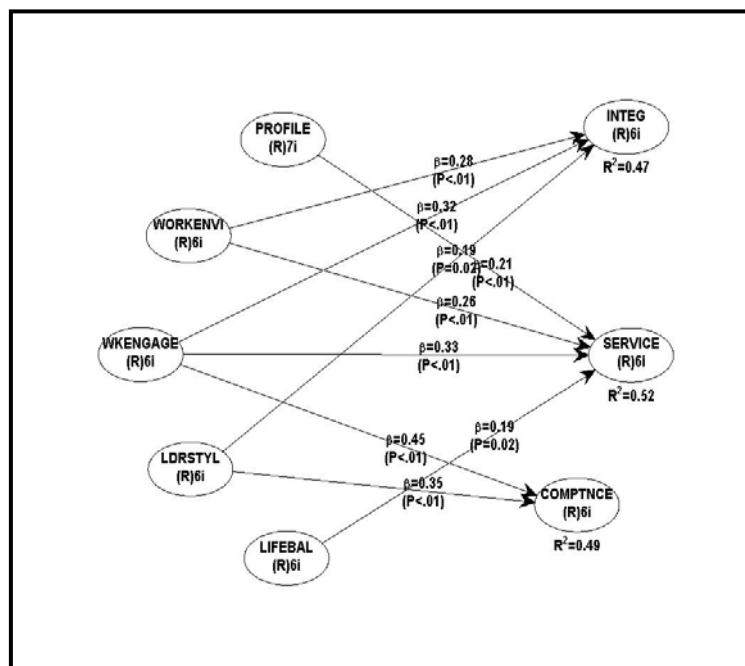 INTEG
(R)6i
R²=0.47
PROFILE
(R)7i
β=0.28
(P<.01)
β=0.32
(P<.01)
WORKENVI
(R)6i
β=0.19
(P=0.02)
β=0.21
(P<.01)
β=0.26
(P<.01)
WKENGAGE
(R)6i
β=0.33
(P<.01)
SERVICE
(R)6i
R²=0.52
β=0.19
(P=0.02)
β=0.45
(P<.01)
LDRSTYL
(R)6i
β=0.35
(P<.01)
COMPTNCE
(R)6i
R²=0.49
LIFEBAL
(R)6i